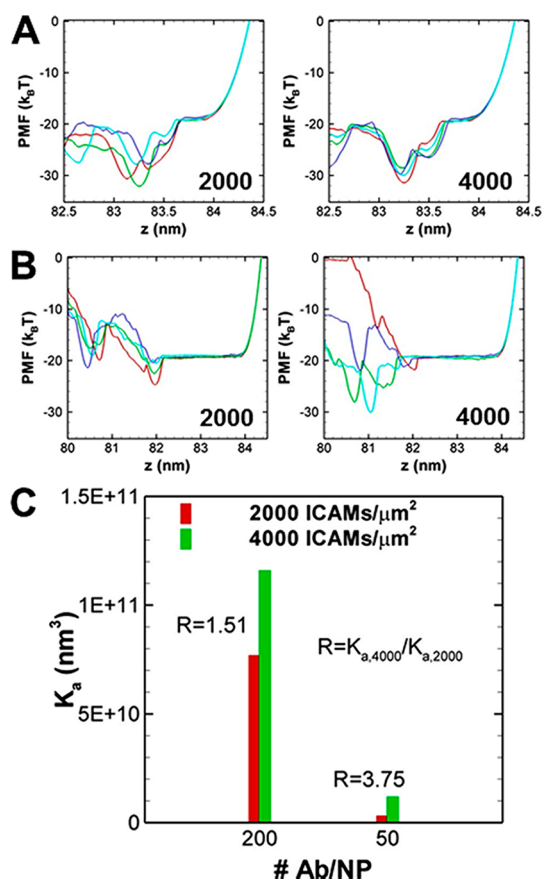 A
0
-10
-20
-30
PMF (kBT)
2000
82.5 83 83.5 84 84.5
z (nm)
0
-10
-20
-30
PMF (kBT)
4000
82.5 83 83.5 84 84.5
z (nm)
B
0
-10
-20
-30
PMF (kBT)
2000
80 81 82 83 84
z (nm)
0
-10
-20
-30
PMF (kBT)
4000
80 81 82 83 84
z (nm)
C
1.5E+11
1E+11
5E+10
0
Ka (nm³)
2000 ICAMs/μm²
4000 ICAMs/μm²
R=1.51
R=Ka,4000/Ka,2000
R=3.75
200 50
# Ab/NP